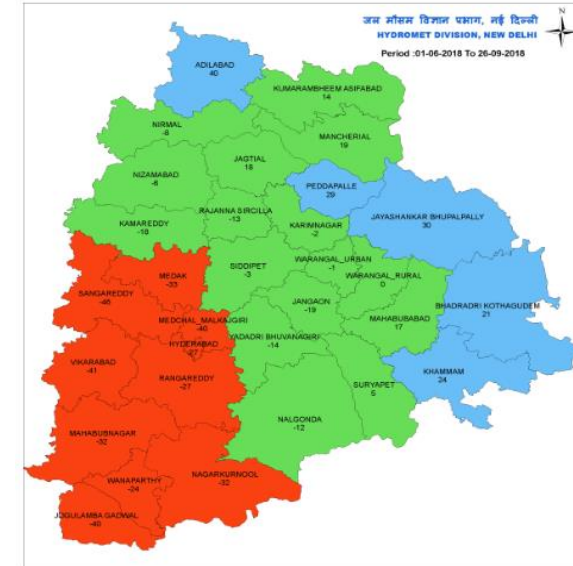 जल मौसम विज्ञान प्रभाग, नई दिल्ली
HYDROMET DIVISION, NEW DELHI
Period :01-06-2018 To 26-09-2018
N
ADILABAD
40
KUMARAMBHEEM ASIFABAD
14
NIRMAL
-8
MANCHERIAL
19
JAGTIAL
18
NIZAMABAD
PEDDAPALLE
29
JAYASHANKAR BHUPALPALLY
30
RAJANNA SIRCILLA
-13
KAMAREDDY
-10
KARIMNAGAR
-2
WARANGAL_URBAN
-1
SIDDIPET
-3
MEDAK
-33
WARANGAL_RURAL
0
SANGAREDDY
JANGAON
-19
BHADRADRI KOTHAGUDEM
21
MEDCHAL_MALKAJGIRI
-40
MAHABUBABAD
17
HYDERABAD
-27
YADADRI BHUVANAGIRI
-14
VIKARABAD
-41
KHAMMAM
24
RANGAREDDY
-27
SURYAPET
NALGONDA
-12
MAHABUBNAGAR
-32
NAGARKURNOOL
-32
WANAPARTHY
-24
JOGULAMBA GADWAL
-40